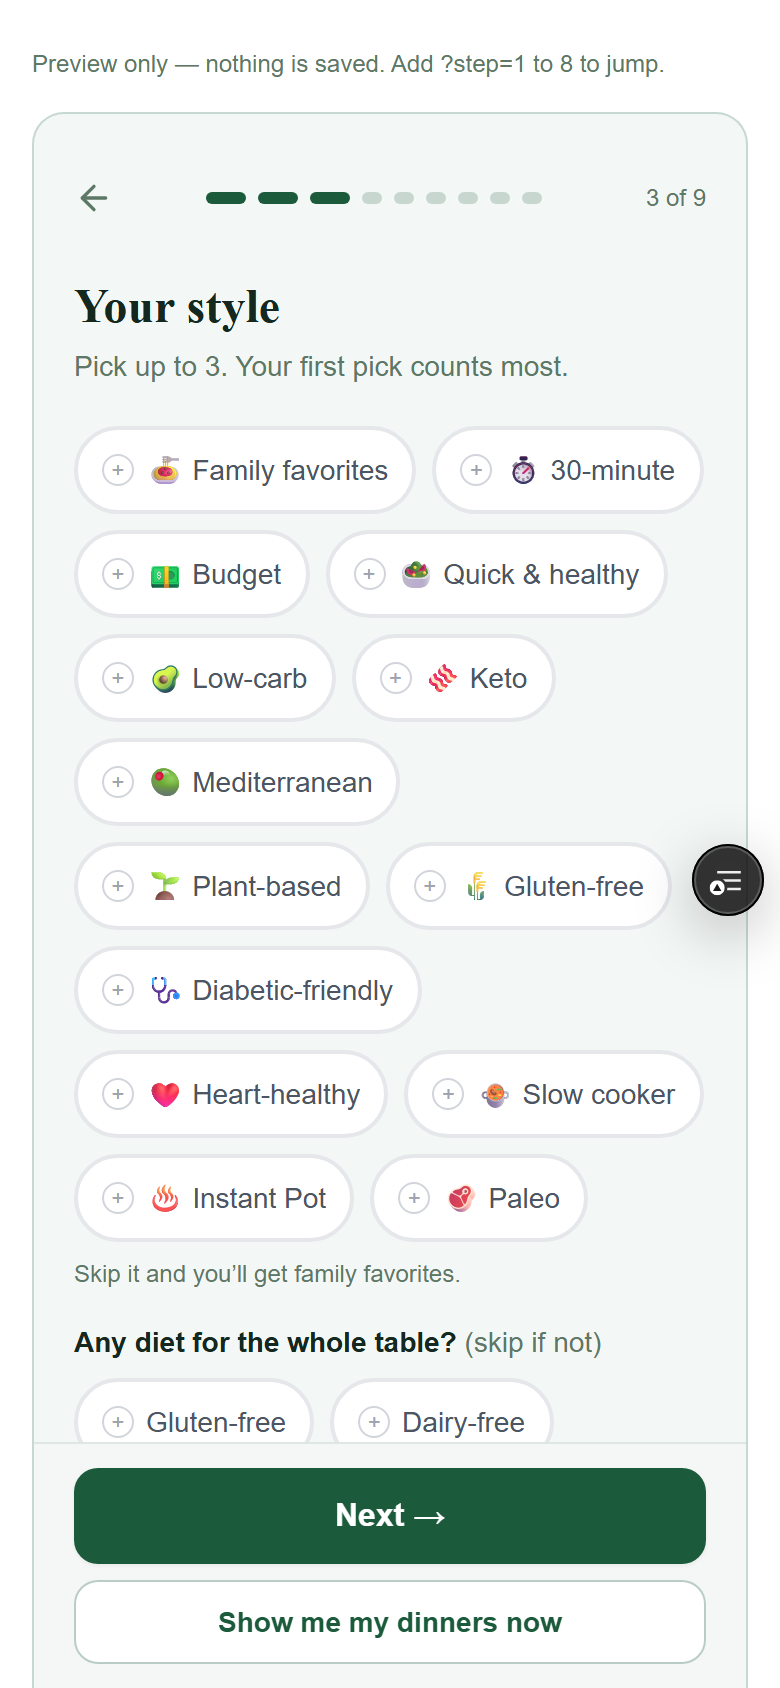 Preview only — nothing is saved. Add ?step=1 to 8 to jump.
3 of 9
Your style
Pick up to 3. Your first pick counts most.
Family favorites
30-minute
Budget
Quick & healthy
Low-carb
Keto
Mediterranean
Plant-based
Gluten-free
Diabetic-friendly
Heart-healthy
Slow cooker
Instant Pot
Paleo
Skip it and you’ll get family favorites.
Any diet for the whole table? (skip if not)
Gluten-free
Dairy-free
Next →
Show me my dinners now